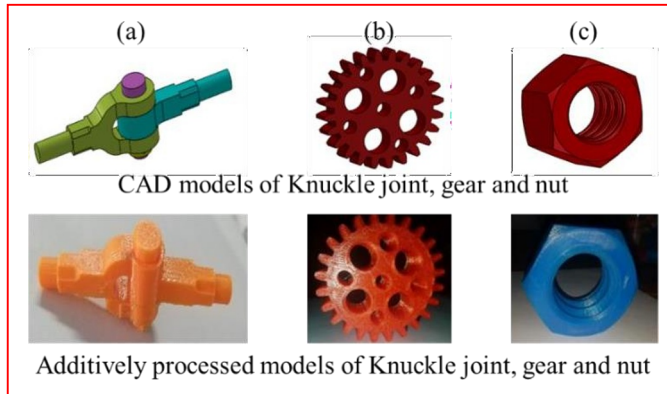 (a) (b) (c)
CAD models of Knuckle joint, gear and nut
Additively processed models of Knuckle joint, gear and nut